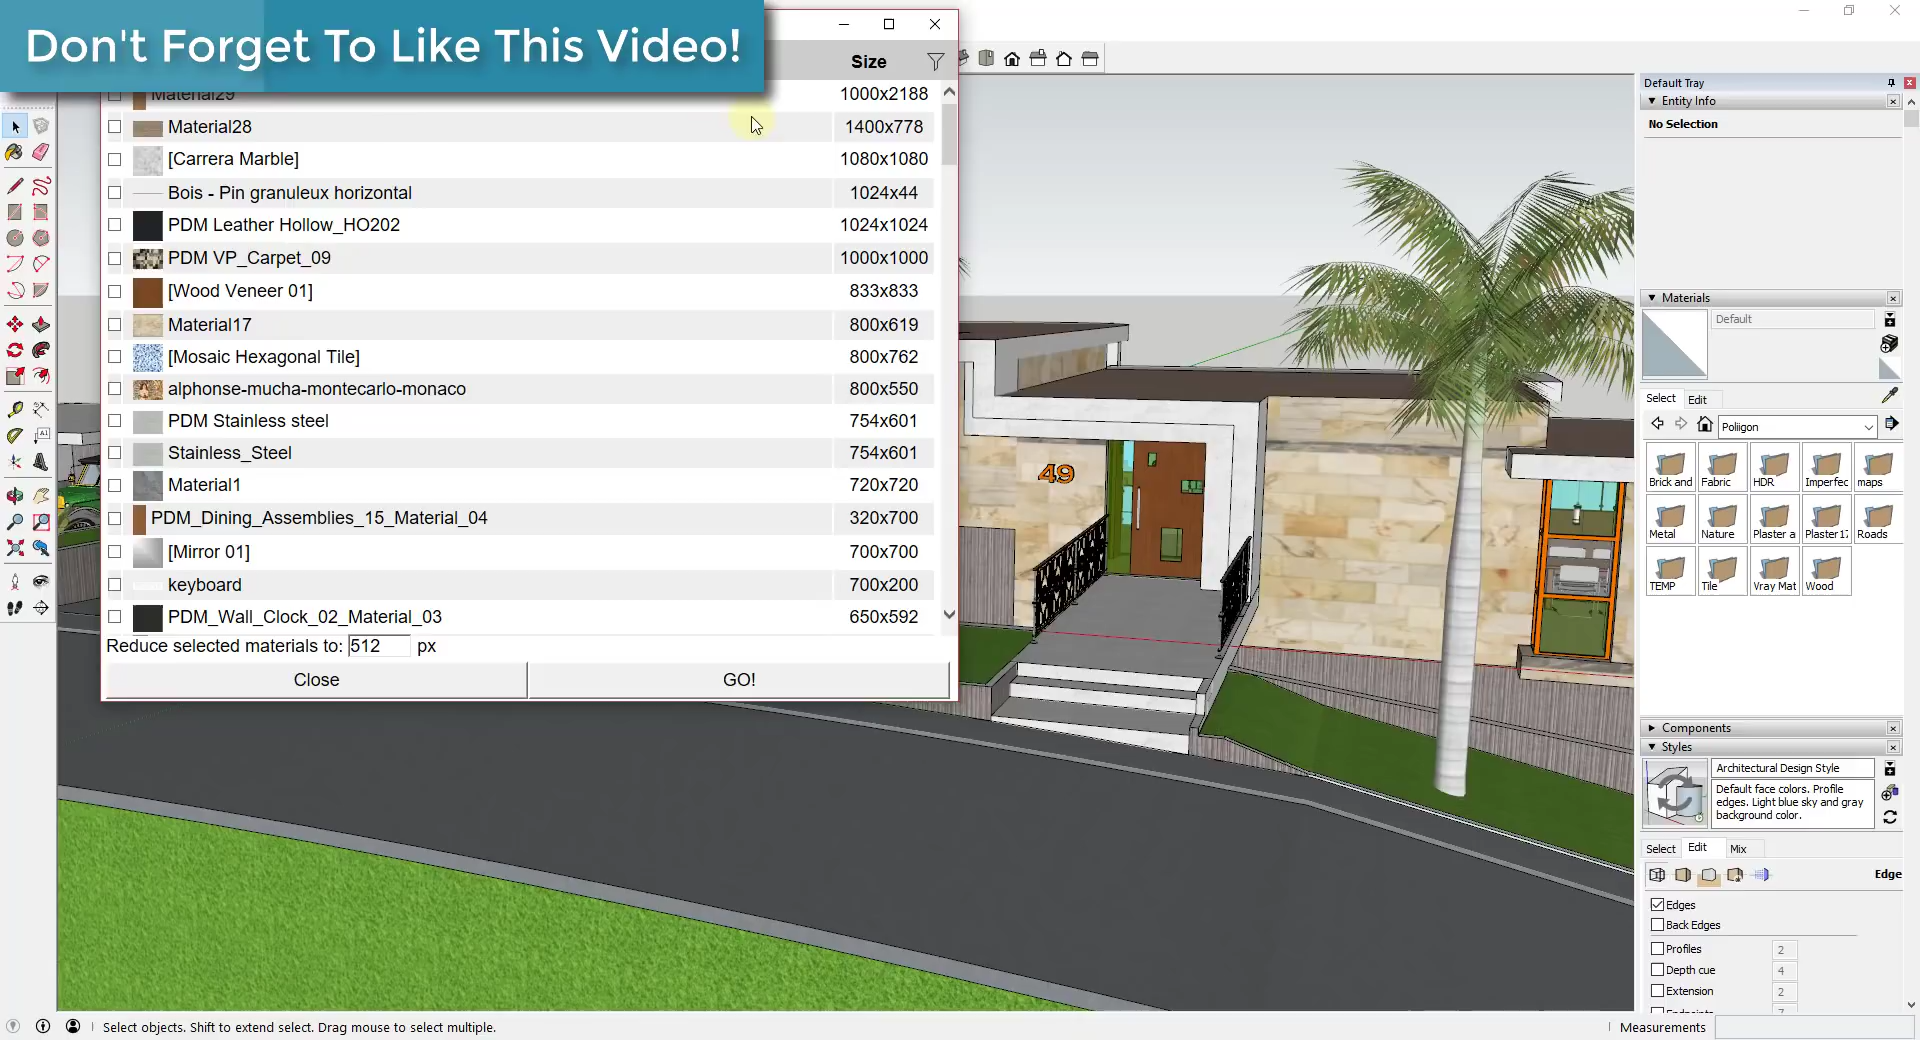 Don't Forget To Like This Video!
Size
Material29 1000x2188
Material28 1400x778
[Carrera Marble] 1080x1080
Bois - Pin granuleux horizontal 1024x44
PDM Leather Hollow_HO202 1024x1024
PDM VP_Carpet_09 1000x1000
[Wood Veneer 01] 833x833
Material17 800x619
[Mosaic Hexagonal Tile] 800x762
alphonse-mucha-montecarlo-monaco 800x550
PDM Stainless steel 754x601
Stainless_Steel 754x601
Material1 720x720
PDM_Dining_Assemblies_15_Material_04 320x700
[Mirror 01] 700x700
keyboard 700x200
PDM_Wall_Clock_02_Material_03 650x592
Reduce selected materials to: 512 px
Close GO!
49
Default Tray
Entity Info
No Selection
Materials
Default
Select Edit
Poliigon
Brick and Fabric HDR Imperfec maps
Metal Nature Plaster a Plaster17 Roads
TEMP Tile Vray Mat Wood
Components
Styles
Architectural Design Style
Default face colors. Profile
edges. Light blue sky and gray
background color.
Select Edit Mix
Edge
Edges
Back Edges
Profiles 2
Depth cue 4
Extension 2
Select objects. Shift to extend select. Drag mouse to select multiple.
Measurements